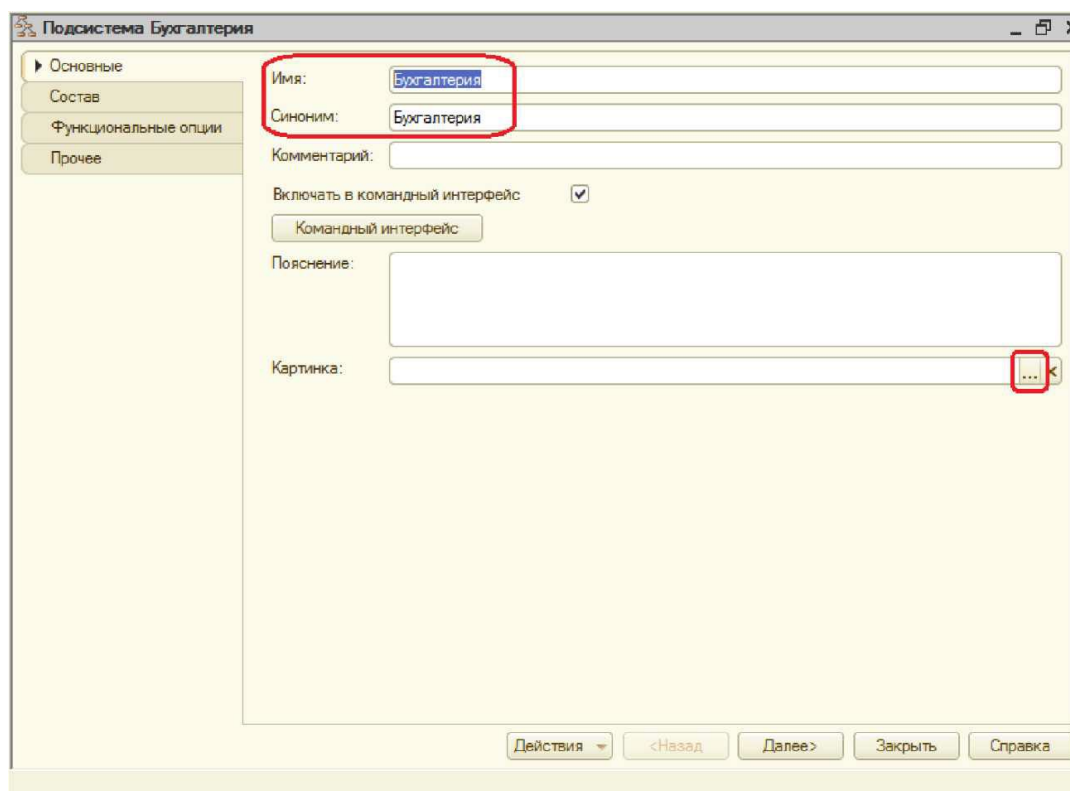 Подсистема Бухгалтерия
Основные
Состав
Функциональные опции
Прочее
Имя: Бухгалтерия
Синоним: Бухгалтерия
Комментарий:
Включать в командный интерфейс
Командный интерфейс
Пояснение:
Картинка: ... <
Действия <Назад Далее> Закрыть Справка